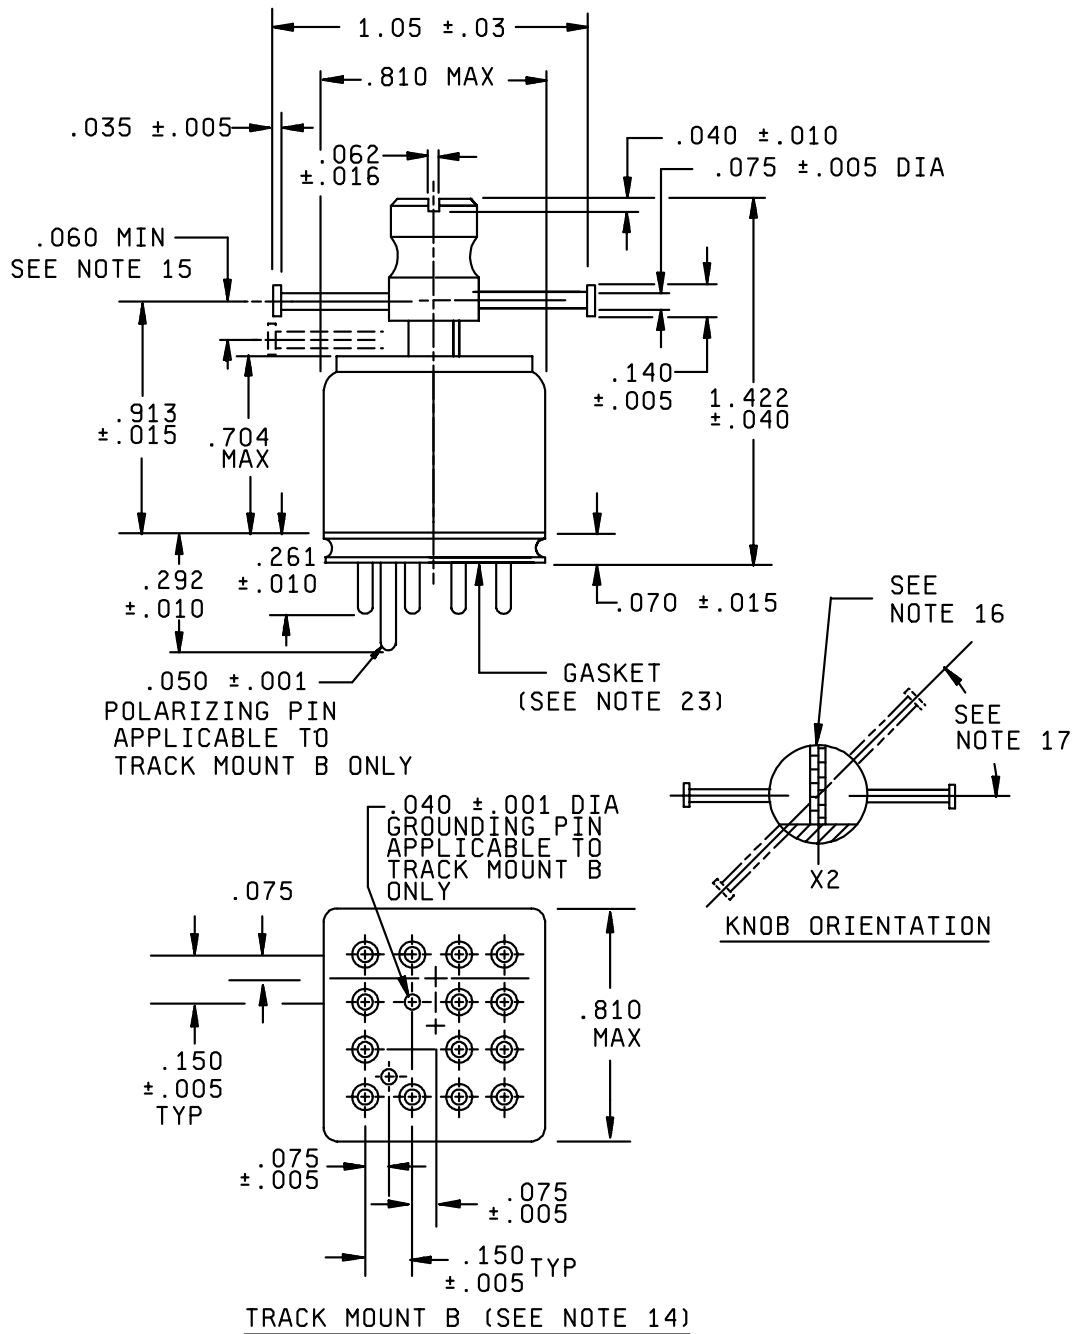 1.05 ±.03
.810 MAX
.035 ±.005
.062
±.016
.040 ±.010
.075 ±.005 DIA
.060 MIN
SEE NOTE 15
.140
±.005
1.422
±.040
.913
±.015
.704
MAX
.261
±.010
.292
±.010
.070 ±.015
.050 ±.001
POLARIZING PIN
APPLICABLE TO
TRACK MOUNT B ONLY
GASKET
(SEE NOTE 23)
SEE
NOTE 16
SEE
NOTE 17
X2
KNOB ORIENTATION
.040 ±.001 DIA
GROUNDING PIN
APPLICABLE TO
TRACK MOUNT B
ONLY
.075
.150
±.005
TYP
.810
MAX
.075
±.005
.075
±.005
.150 TYP
±.005
TRACK MOUNT B (SEE NOTE 14)